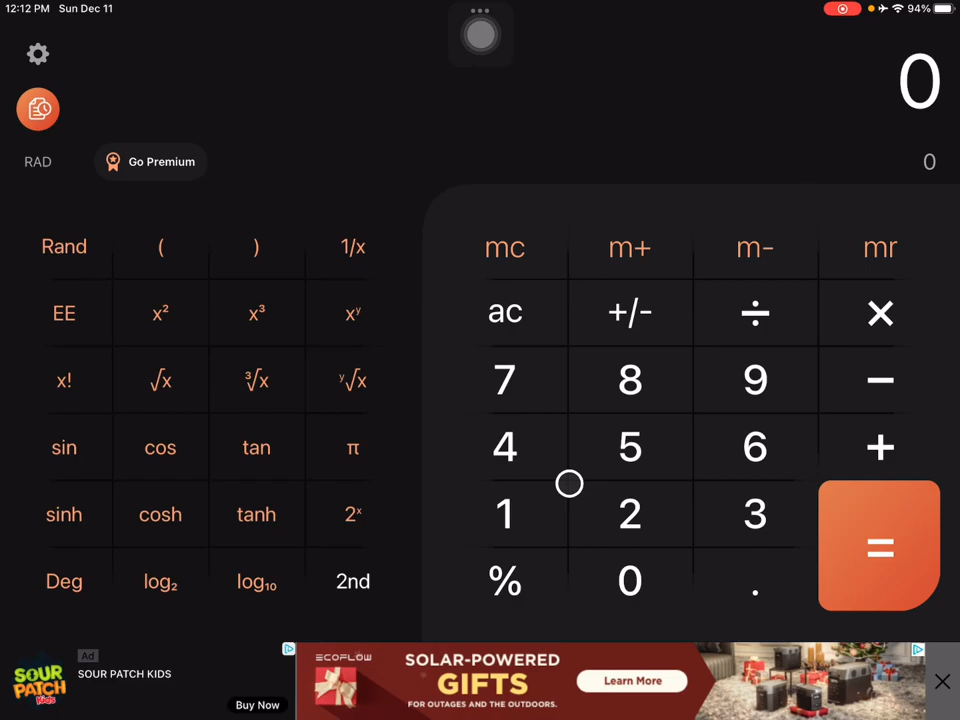 12:12 PM Sun Dec 11
94%
0
RAD
Go Premium
0
Rand ( ) 1/x
mc m+ m- mr
EE x² x³ xʸ
ac +/- ÷ ×
x! √x ³√x ʸ√x
7 8 9 −
sin cos tan π
4 5 6 +
sinh cosh tanh 2ˣ
1 2 3 =
Deg log₂ log₁₀ 2nd
% 0 .
SOUR PATCH Kids
Ad
SOUR PATCH KIDS
Buy Now
ECOFLOW
SOLAR-POWERED
GIFTS
FOR OUTAGES AND THE OUTDOORS.
Learn More